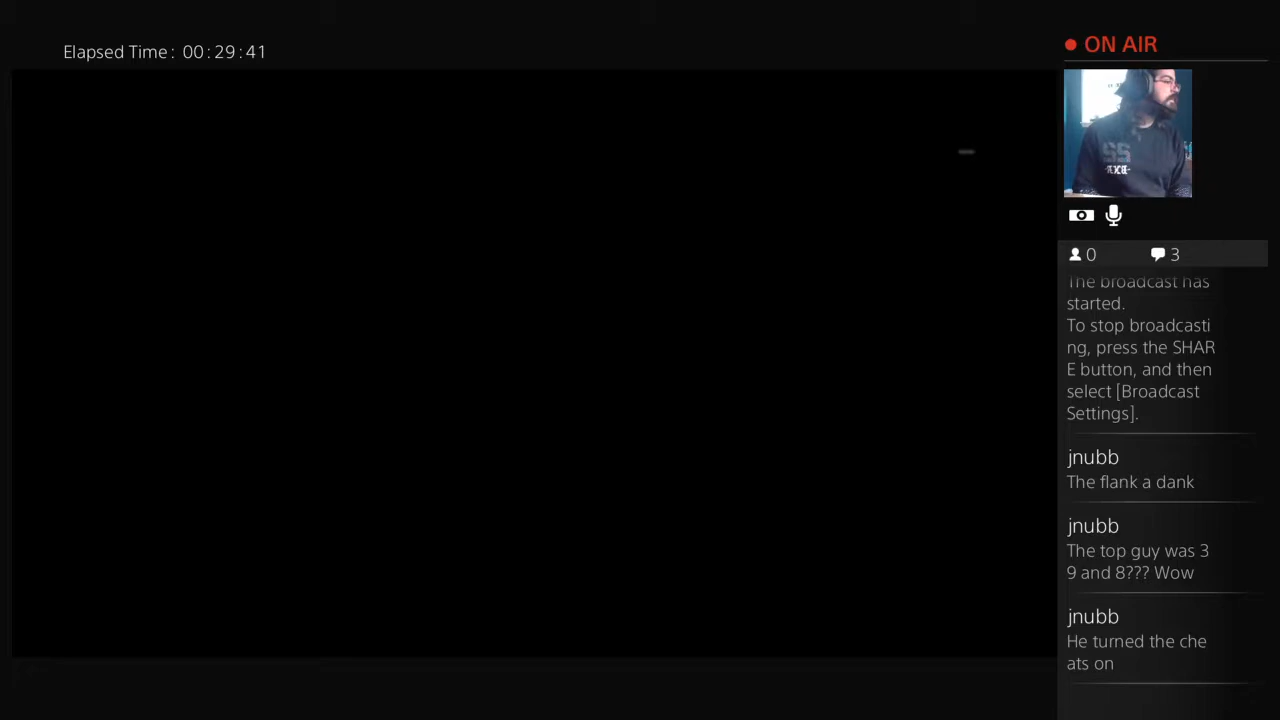 Elapsed Time: 00:29:41
ON AIR
0
3
The broadcast has
started.
To stop broadcasti
ng, press the SHAR
E button, and then
select [Broadcast
Settings].
jnubb
The flank a dank
jnubb
The top guy was 3
9 and 8??? Wow
jnubb
He turned the che
ats on